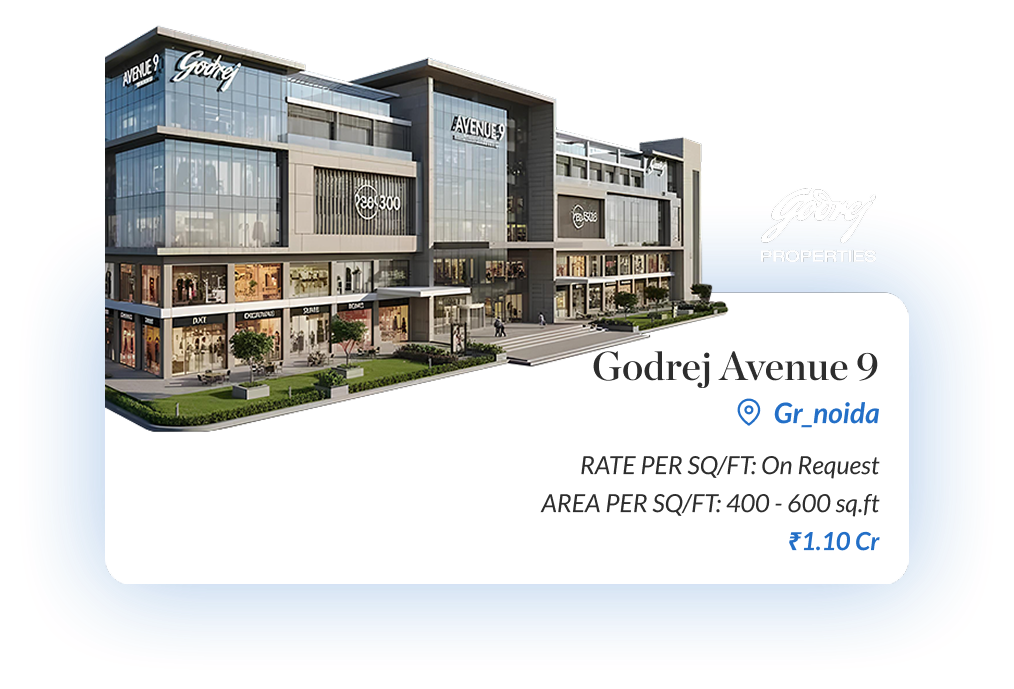 AVENUE 9
Godrej
AVENUE 9
300
Godrej
PROPERTIES
Godrej Avenue 9
Gr_noida
RATE PER SQ/FT: On Request
AREA PER SQ/FT: 400 - 600 sq.ft
₹1.10 Cr